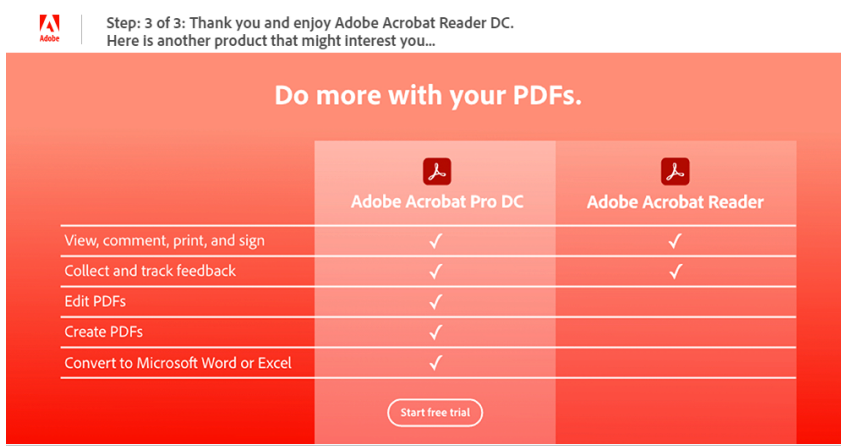 Adobe
Step: 3 of 3: Thank you and enjoy Adobe Acrobat Reader DC.
Here is another product that might interest you...
Do more with your PDFs.
Adobe Acrobat Pro DC
Adobe Acrobat Reader
View, comment, print, and sign ✓ ✓
Collect and track feedback ✓ ✓
Edit PDFs ✓
Create PDFs ✓
Convert to Microsoft Word or Excel ✓
Start free trial